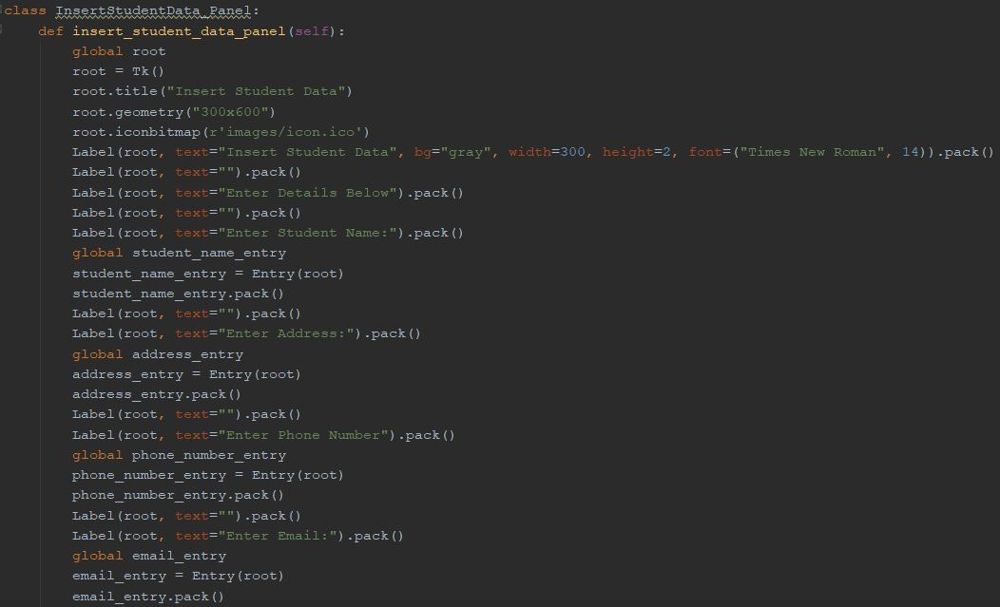 class InsertStudentData_Panel:
    def insert_student_data_panel(self):
        global root
        root = Tk()
        root.title("Insert Student Data")
        root.geometry("300x600")
        root.iconbitmap(r'images/icon.ico')
        Label(root, text="Insert Student Data", bg="gray", width=300, height=2, font=("Times New Roman", 14)).pack()
        Label(root, text="").pack()
        Label(root, text="Enter Details Below").pack()
        Label(root, text="").pack()
        Label(root, text="Enter Student Name:").pack()
        global student_name_entry
        student_name_entry = Entry(root)
        student_name_entry.pack()
        Label(root, text="").pack()
        Label(root, text="Enter Address:").pack()
        global address_entry
        address_entry = Entry(root)
        address_entry.pack()
        Label(root, text="").pack()
        Label(root, text="Enter Phone Number").pack()
        global phone_number_entry
        phone_number_entry = Entry(root)
        phone_number_entry.pack()
        Label(root, text="").pack()
        Label(root, text="Enter Email:").pack()
        global email_entry
        email_entry = Entry(root)
        email_entry.pack()